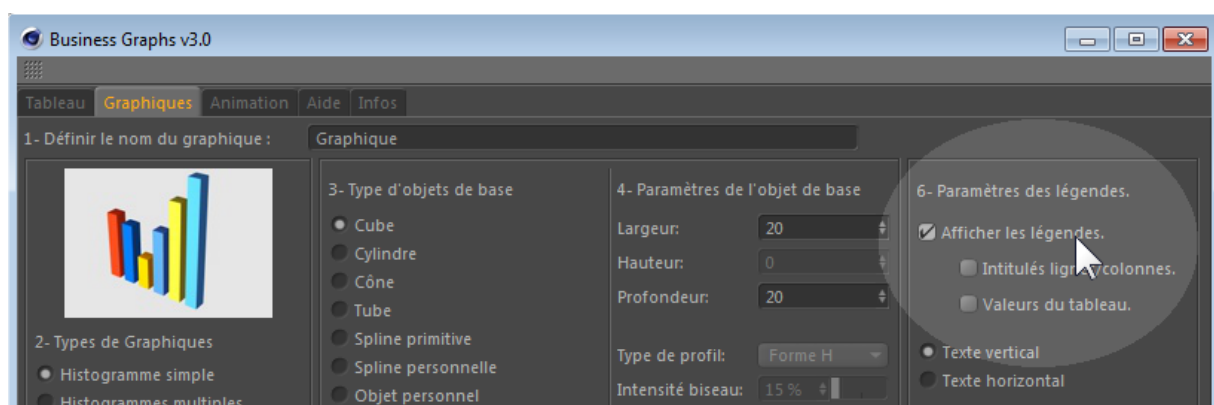 Business Graphs v3.0
Tableau Graphiques Animation Aide Infos
1- Définir le nom du graphique : Graphique
2- Types de Graphiques
Histogramme simple
Histogrammes multiples
3- Type d'objets de base
Cube
Cylindre
Cône
Tube
Spline primitive
Spline personnelle
Objet personnel
4- Paramètres de l'objet de base
Largeur: 20
Hauteur: 0
Profondeur: 20
Type de profil: Forme H
Intensité biseau: 15 %
6- Paramètres des légendes.
Afficher les légendes.
Intitulés lignes/colonnes.
Valeurs du tableau.
Texte vertical
Texte horizontal